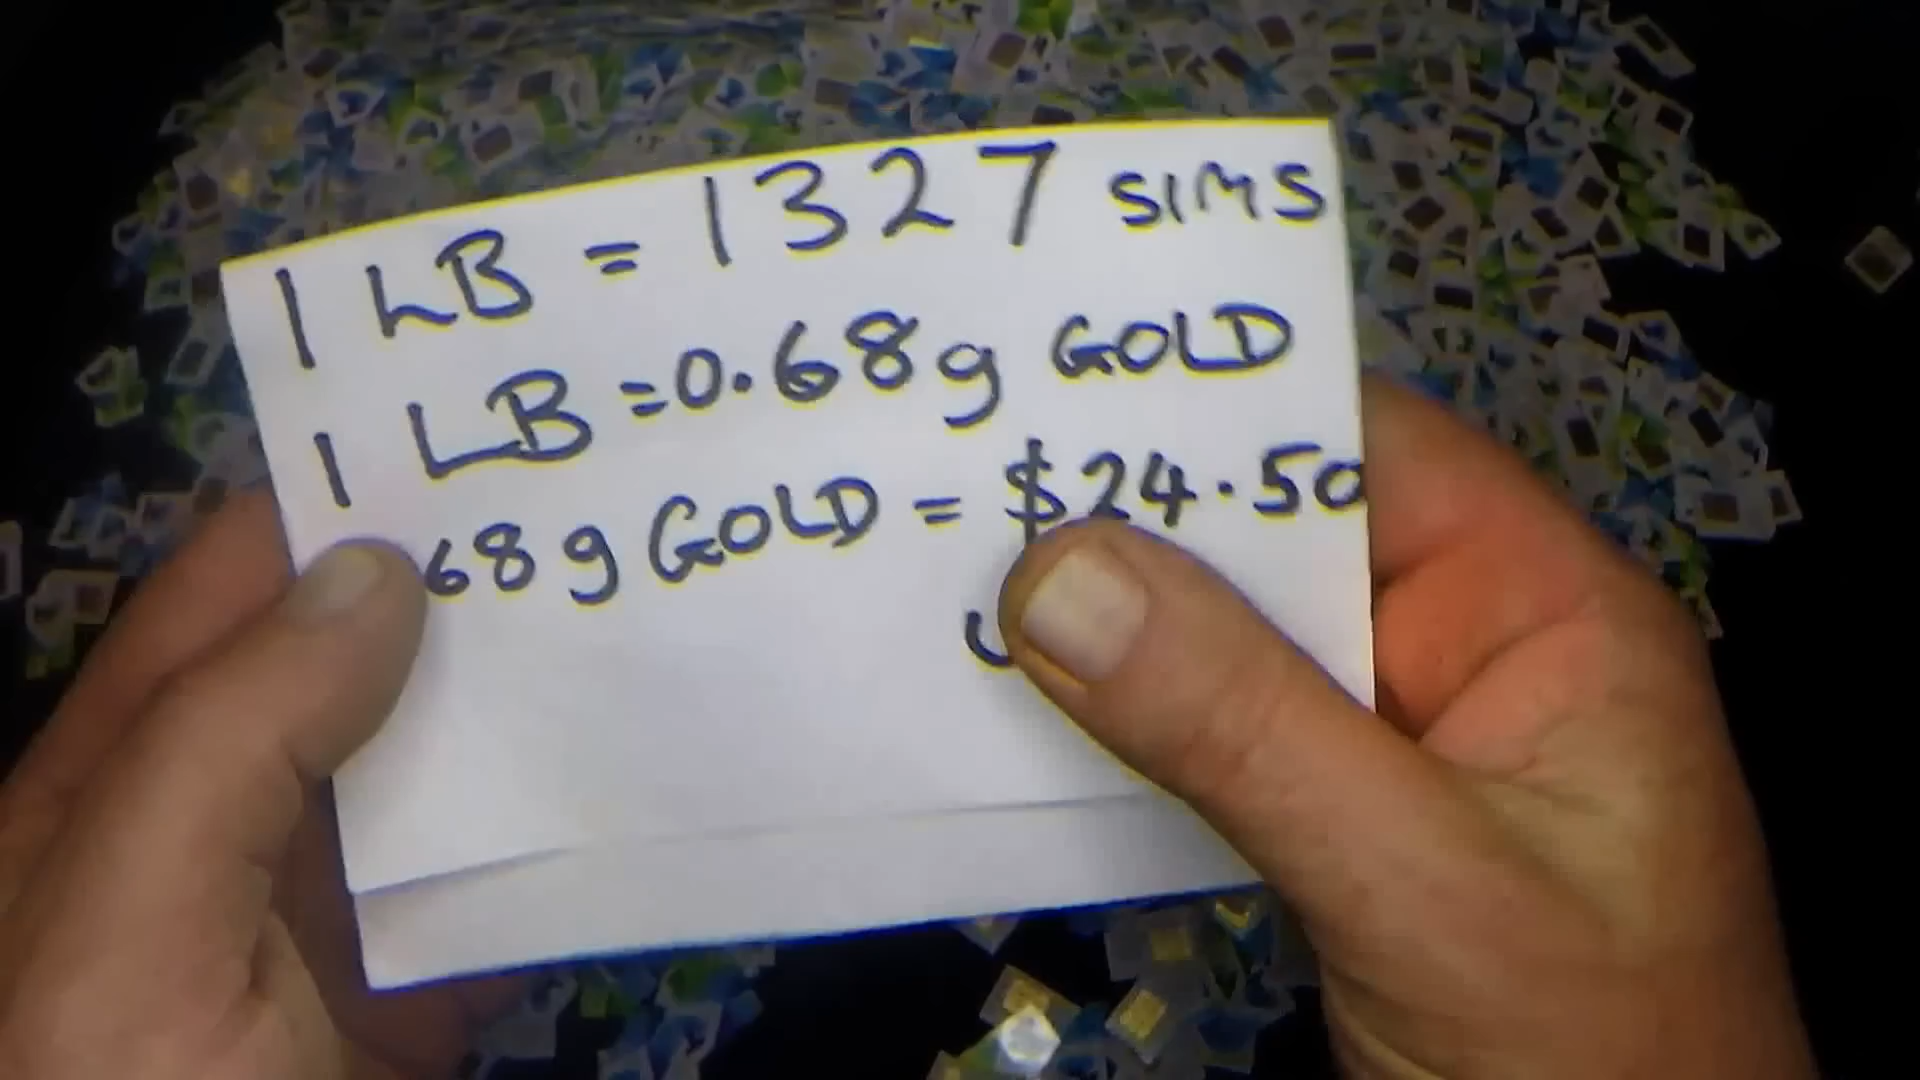 1 LB = 1327 SIMS
1 LB = 0.68g GOLD
68g GOLD = $24.50